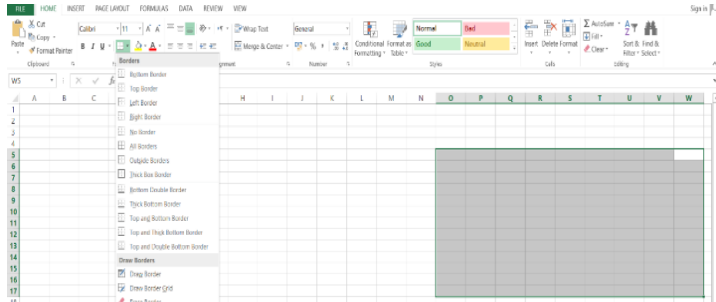 FILE HOME INSERT PAGE LAYOUT FORMULAS DATA REVIEW VIEW Sign in
Cut
Copy
Format Painter
Paste
Clipboard
Calibri 11
B I U
Wrap Text
Merge & Center
General
% ,
Number
Conditional Formatting
Format as Table
Normal Bad
Good Neutral
Styles
Insert Delete Format
Cells
AutoSum
Fill
Clear
Sort & Filter
Find & Select
Editing
W5
Borders
Bottom Border
Top Border
Left Border
Right Border
No Border
All Borders
Outside Borders
Thick Box Border
Bottom Double Border
Thick Bottom Border
Top and Bottom Border
Top and Thick Bottom Border
Top and Double Bottom Border
Draw Borders
Draw Border
Draw Border Grid
A B C H I J K L M N O P Q R S T U V W
1
2
3
4
5
6
7
8
9
10
11
12
13
14
15
16
17